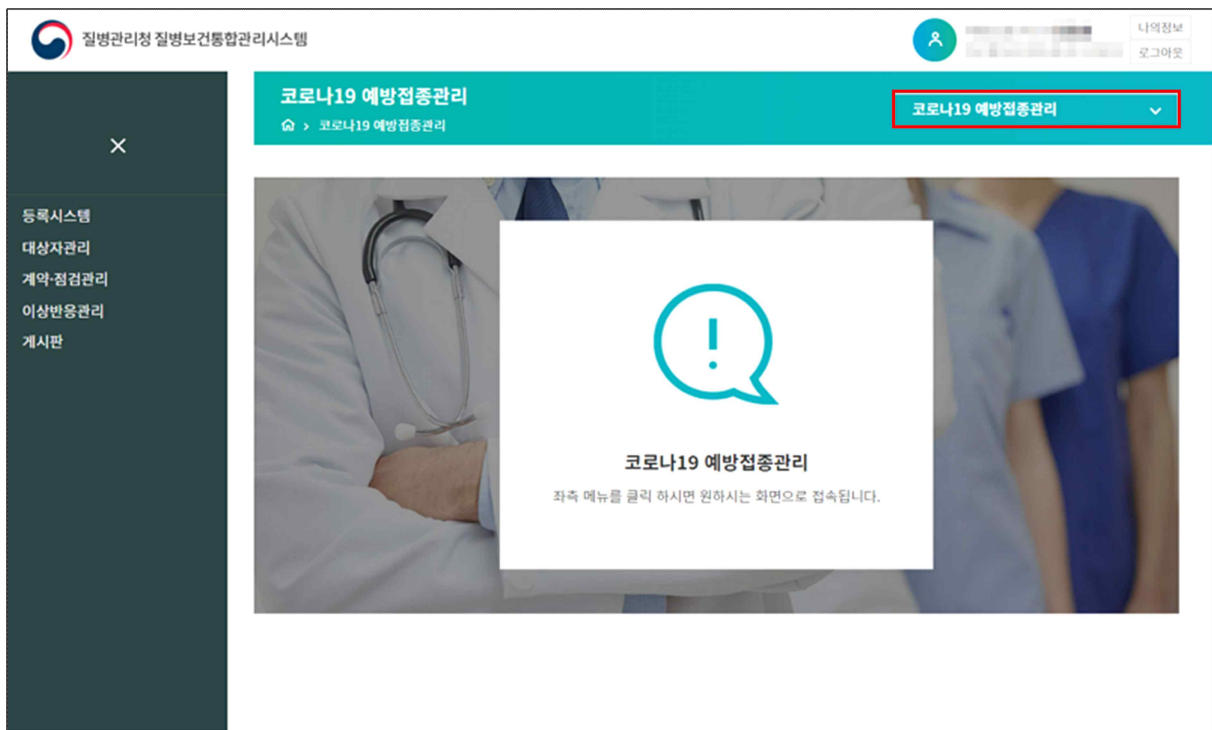 질병관리청 질병보건통합관리시스템
나의정보
로그아웃
코로나19 예방접종관리
코로나19 예방접종관리
코로나19 예방접종관리
등록시스템
대상자관리
계약·점검관리
이상반응관리
게시판
코로나19 예방접종관리
좌측 메뉴를 클릭 하시면 원하시는 화면으로 접속됩니다.